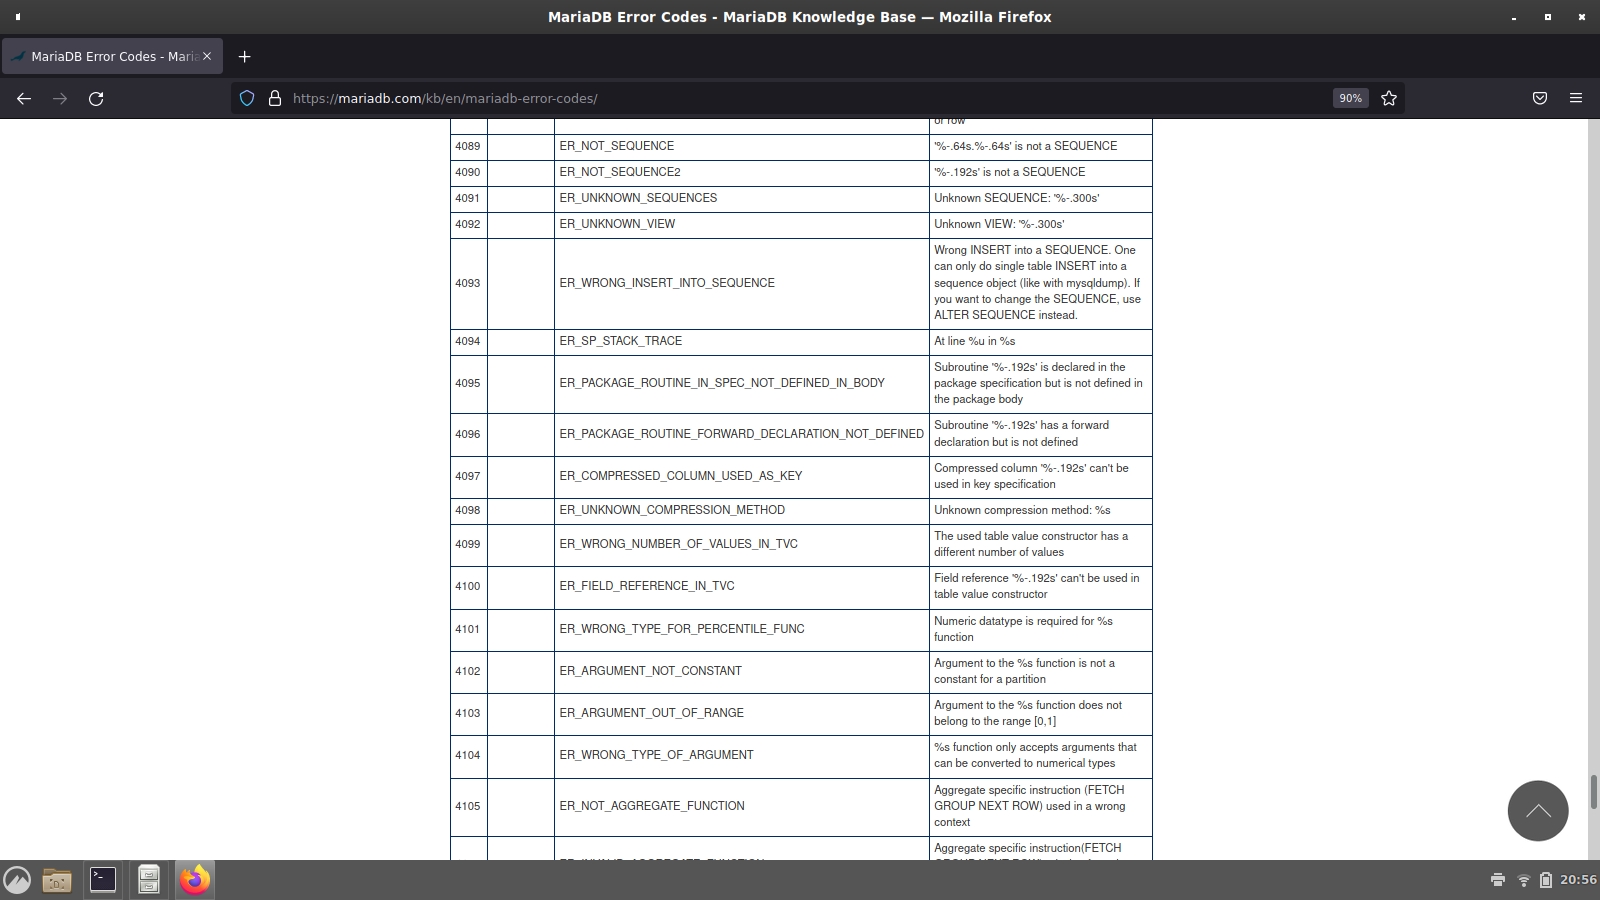 MariaDB Error Codes - MariaDB Knowledge Base — Mozilla Firefox
MariaDB Error Codes - Maria
https://mariadb.com/kb/en/mariadb-error-codes/
90%
or row
4089 ER_NOT_SEQUENCE '%-.64s.%-.64s' is not a SEQUENCE
4090 ER_NOT_SEQUENCE2 '%-.192s' is not a SEQUENCE
4091 ER_UNKNOWN_SEQUENCES Unknown SEQUENCE: '%-.300s'
4092 ER_UNKNOWN_VIEW Unknown VIEW: '%-.300s'
4093 ER_WRONG_INSERT_INTO_SEQUENCE Wrong INSERT into a SEQUENCE. One
can only do single table INSERT into a
sequence object (like with mysqldump). If
you want to change the SEQUENCE, use
ALTER SEQUENCE instead.
4094 ER_SP_STACK_TRACE At line %u in %s
4095 ER_PACKAGE_ROUTINE_IN_SPEC_NOT_DEFINED_IN_BODY Subroutine '%-.192s' is declared in the
package specification but is not defined in
the package body
4096 ER_PACKAGE_ROUTINE_FORWARD_DECLARATION_NOT_DEFINED Subroutine '%-.192s' has a forward
declaration but is not defined
4097 ER_COMPRESSED_COLUMN_USED_AS_KEY Compressed column '%-.192s' can't be
used in key specification
4098 ER_UNKNOWN_COMPRESSION_METHOD Unknown compression method: %s
4099 ER_WRONG_NUMBER_OF_VALUES_IN_TVC The used table value constructor has a
different number of values
4100 ER_FIELD_REFERENCE_IN_TVC Field reference '%-.192s' can't be used in
table value constructor
4101 ER_WRONG_TYPE_FOR_PERCENTILE_FUNC Numeric datatype is required for %s
function
4102 ER_ARGUMENT_NOT_CONSTANT Argument to the %s function is not a
constant for a partition
4103 ER_ARGUMENT_OUT_OF_RANGE Argument to the %s function does not
belong to the range [0,1]
4104 ER_WRONG_TYPE_OF_ARGUMENT %s function only accepts arguments that
can be converted to numerical types
4105 ER_NOT_AGGREGATE_FUNCTION Aggregate specific instruction (FETCH
GROUP NEXT ROW) used in a wrong
context
Aggregate specific instruction(FETCH
20:56